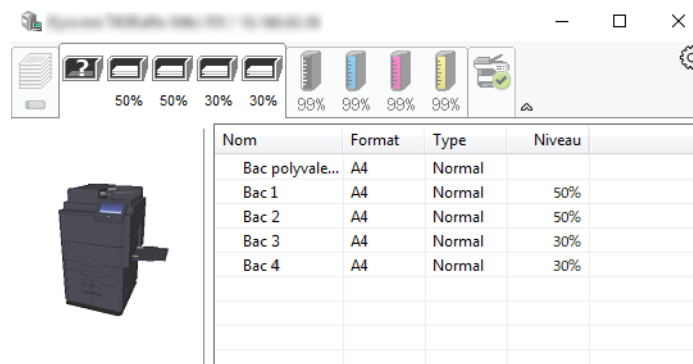 50% 50% 30% 30% 99% 99% 99% 99%
Nom Format Type Niveau
Bac polyvale... A4 Normal
Bac 1 A4 Normal 50%
Bac 2 A4 Normal 50%
Bac 3 A4 Normal 30%
Bac 4 A4 Normal 30%